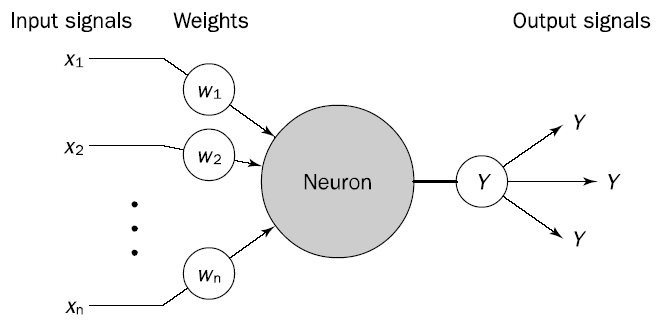 Input signals Weights Output signals
x1
w1
x2
w2
Neuron
Y
Y
Y
Y
wn
xn